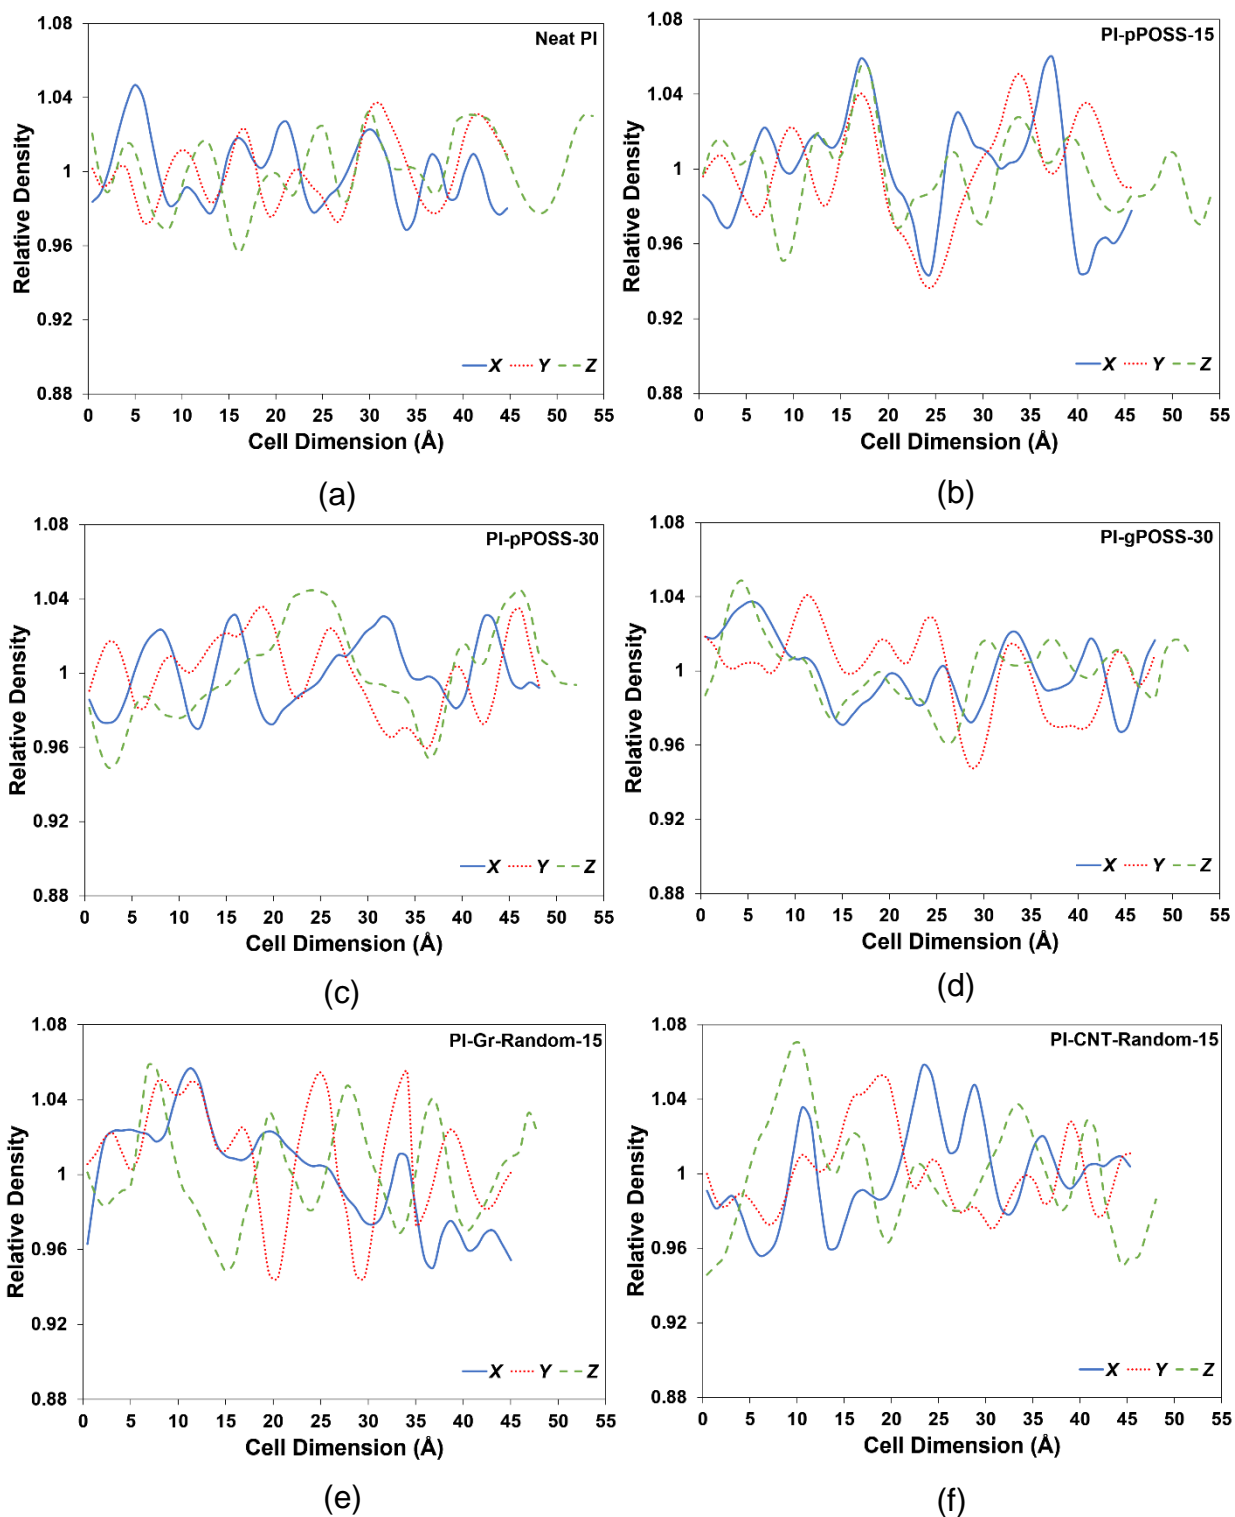 1.08
Neat PI
1.04
1
0.96
0.92
0.88
Relative Density
X Y Z
0 5 10 15 20 25 30 35 40 45 50 55
Cell Dimension (Å)
(a)
1.08
PI-pPOSS-15
1.04
1
0.96
0.92
0.88
Relative Density
X Y Z
0 5 10 15 20 25 30 35 40 45 50 55
Cell Dimension (Å)
(b)
1.08
PI-pPOSS-30
1.04
1
0.96
0.92
0.88
Relative Density
X Y Z
0 5 10 15 20 25 30 35 40 45 50 55
Cell Dimension (Å)
(c)
1.08
PI-gPOSS-30
1.04
1
0.96
0.92
0.88
Relative Density
X Y Z
0 5 10 15 20 25 30 35 40 45 50 55
Cell Dimension (Å)
(d)
1.08
PI-Gr-Random-15
1.04
1
0.96
0.92
0.88
Relative Density
X Y Z
0 5 10 15 20 25 30 35 40 45 50 55
Cell Dimension (Å)
(e)
1.08
PI-CNT-Random-15
1.04
1
0.96
0.92
0.88
Relative Density
X Y Z
0 5 10 15 20 25 30 35 40 45 50 55
Cell Dimension (Å)
(f)